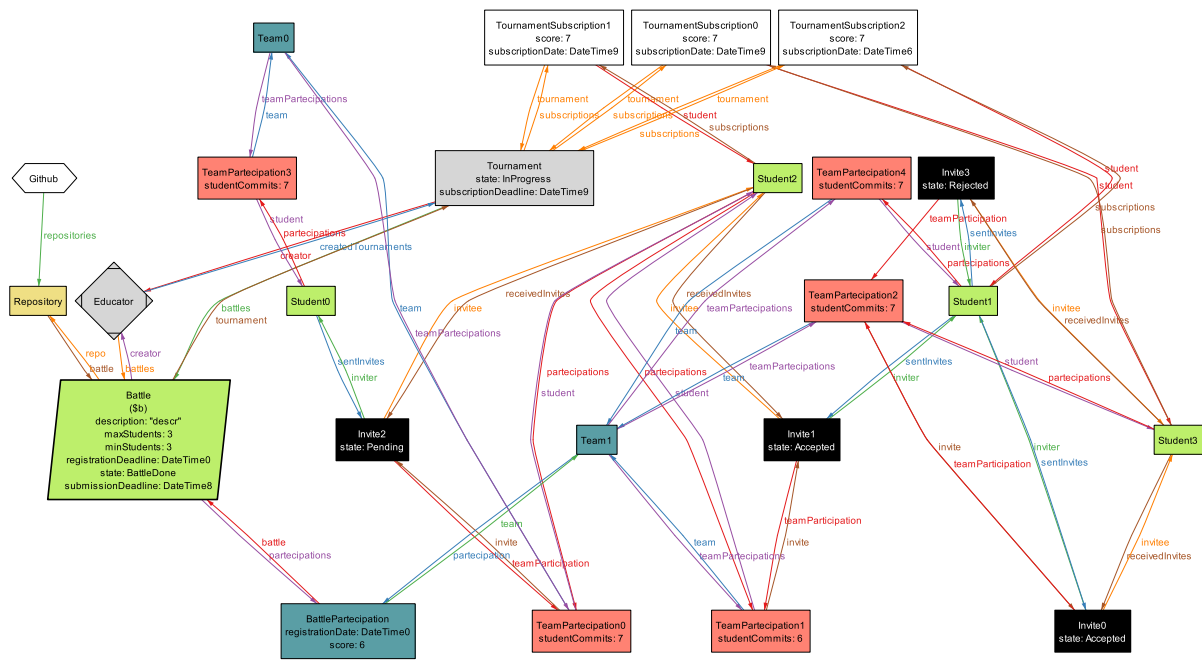 TournamentSubscription1
score: 7
subscriptionDate: DateTime9
TournamentSubscription0
score: 7
subscriptionDate: DateTime9
TournamentSubscription2
score: 7
subscriptionDate: DateTime6
Team0
teamPartecipations
team
tournament
tournament
tournament
subscriptions
subscriptions
subscriptions
student
subscriptions
Github
TeamPartecipation3
studentCommits: 7
Tournament
state: InProgress
subscriptionDeadline: DateTime9
Student2
TeamPartecipation4
studentCommits: 7
Invite3
state: Rejected
student
student
subscriptions
subscriptions
repositories
student
partecipations
createdTournaments
creator
teamParticipation
sentInvites
student
inviter
partecipations
Repository
Educator
Student0
receivedInvites
receivedInvites
invitee
invitee
TeamPartecipation2
studentCommits: 7
Student1
battles
tournament
team
teamPartecipations
teamPartecipations
team
invitee
receivedInvites
repo
battle
creator
battles
sentInvites
inviter
partecipations
student
partecipations
student
teamPartecipations
team
sentInvites
inviter
student
partecipations
Battle
($b)
description: "descr"
maxStudents: 3
minStudents: 3
registrationDeadline: DateTime0
state: BattleDone
submissionDeadline: DateTime8
Invite2
state: Pending
Team1
Invite1
state: Accepted
Student3
invite
teamParticipation
inviter
sentInvites
team
partecipation
battle
partecipations
invite
teamParticipation
team
teamPartecipations
teamParticipation
invite
invitee
receivedInvites
BattlePartecipation
registrationDate: DateTime0
score: 6
TeamPartecipation0
studentCommits: 7
TeamPartecipation1
studentCommits: 6
Invite0
state: Accepted